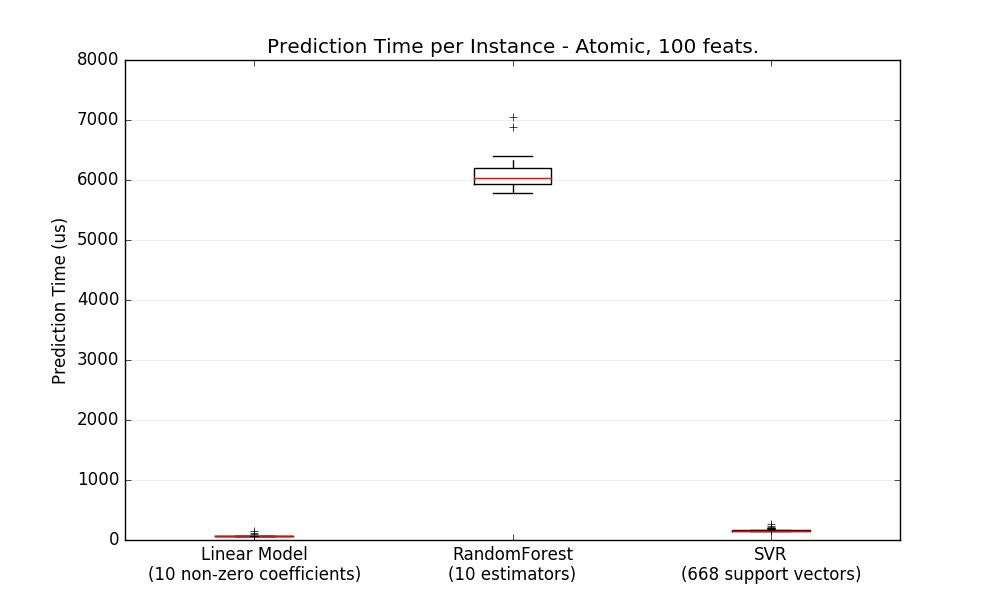 Prediction Time per Instance - Atomic, 100 feats.
8000
7000
6000
5000
4000
3000
2000
1000
0
Prediction Time (us)
Linear Model
(10 non-zero coefficients)
RandomForest
(10 estimators)
SVR
(668 support vectors)